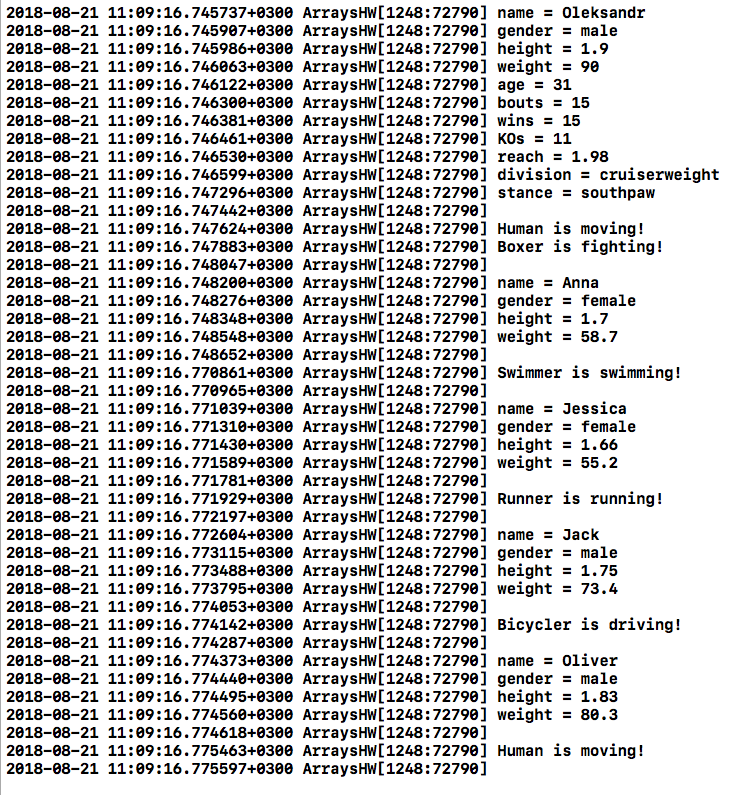 2018-08-21 11:09:16.745737+0300 ArraysHW[1248:72790] name = Oleksandr
2018-08-21 11:09:16.745907+0300 ArraysHW[1248:72790] gender = male
2018-08-21 11:09:16.745986+0300 ArraysHW[1248:72790] height = 1.9
2018-08-21 11:09:16.746063+0300 ArraysHW[1248:72790] weight = 90
2018-08-21 11:09:16.746122+0300 ArraysHW[1248:72790] age = 31
2018-08-21 11:09:16.746300+0300 ArraysHW[1248:72790] bouts = 15
2018-08-21 11:09:16.746381+0300 ArraysHW[1248:72790] wins = 15
2018-08-21 11:09:16.746461+0300 ArraysHW[1248:72790] KOs = 11
2018-08-21 11:09:16.746530+0300 ArraysHW[1248:72790] reach = 1.98
2018-08-21 11:09:16.746599+0300 ArraysHW[1248:72790] division = cruiserweight
2018-08-21 11:09:16.747296+0300 ArraysHW[1248:72790] stance = southpaw
2018-08-21 11:09:16.747442+0300 ArraysHW[1248:72790]
2018-08-21 11:09:16.747624+0300 ArraysHW[1248:72790] Human is moving!
2018-08-21 11:09:16.747883+0300 ArraysHW[1248:72790] Boxer is fighting!
2018-08-21 11:09:16.748047+0300 ArraysHW[1248:72790]
2018-08-21 11:09:16.748200+0300 ArraysHW[1248:72790] name = Anna
2018-08-21 11:09:16.748276+0300 ArraysHW[1248:72790] gender = female
2018-08-21 11:09:16.748348+0300 ArraysHW[1248:72790] height = 1.7
2018-08-21 11:09:16.748548+0300 ArraysHW[1248:72790] weight = 58.7
2018-08-21 11:09:16.748652+0300 ArraysHW[1248:72790]
2018-08-21 11:09:16.770861+0300 ArraysHW[1248:72790] Swimmer is swimming!
2018-08-21 11:09:16.770965+0300 ArraysHW[1248:72790]
2018-08-21 11:09:16.771039+0300 ArraysHW[1248:72790] name = Jessica
2018-08-21 11:09:16.771310+0300 ArraysHW[1248:72790] gender = female
2018-08-21 11:09:16.771430+0300 ArraysHW[1248:72790] height = 1.66
2018-08-21 11:09:16.771589+0300 ArraysHW[1248:72790] weight = 55.2
2018-08-21 11:09:16.771781+0300 ArraysHW[1248:72790]
2018-08-21 11:09:16.771929+0300 ArraysHW[1248:72790] Runner is running!
2018-08-21 11:09:16.772197+0300 ArraysHW[1248:72790]
2018-08-21 11:09:16.772604+0300 ArraysHW[1248:72790] name = Jack
2018-08-21 11:09:16.773115+0300 ArraysHW[1248:72790] gender = male
2018-08-21 11:09:16.773488+0300 ArraysHW[1248:72790] height = 1.75
2018-08-21 11:09:16.773795+0300 ArraysHW[1248:72790] weight = 73.4
2018-08-21 11:09:16.774053+0300 ArraysHW[1248:72790]
2018-08-21 11:09:16.774142+0300 ArraysHW[1248:72790] Bicycler is driving!
2018-08-21 11:09:16.774287+0300 ArraysHW[1248:72790]
2018-08-21 11:09:16.774373+0300 ArraysHW[1248:72790] name = Oliver
2018-08-21 11:09:16.774440+0300 ArraysHW[1248:72790] gender = male
2018-08-21 11:09:16.774495+0300 ArraysHW[1248:72790] height = 1.83
2018-08-21 11:09:16.774560+0300 ArraysHW[1248:72790] weight = 80.3
2018-08-21 11:09:16.774618+0300 ArraysHW[1248:72790]
2018-08-21 11:09:16.775463+0300 ArraysHW[1248:72790] Human is moving!
2018-08-21 11:09:16.775597+0300 ArraysHW[1248:72790]